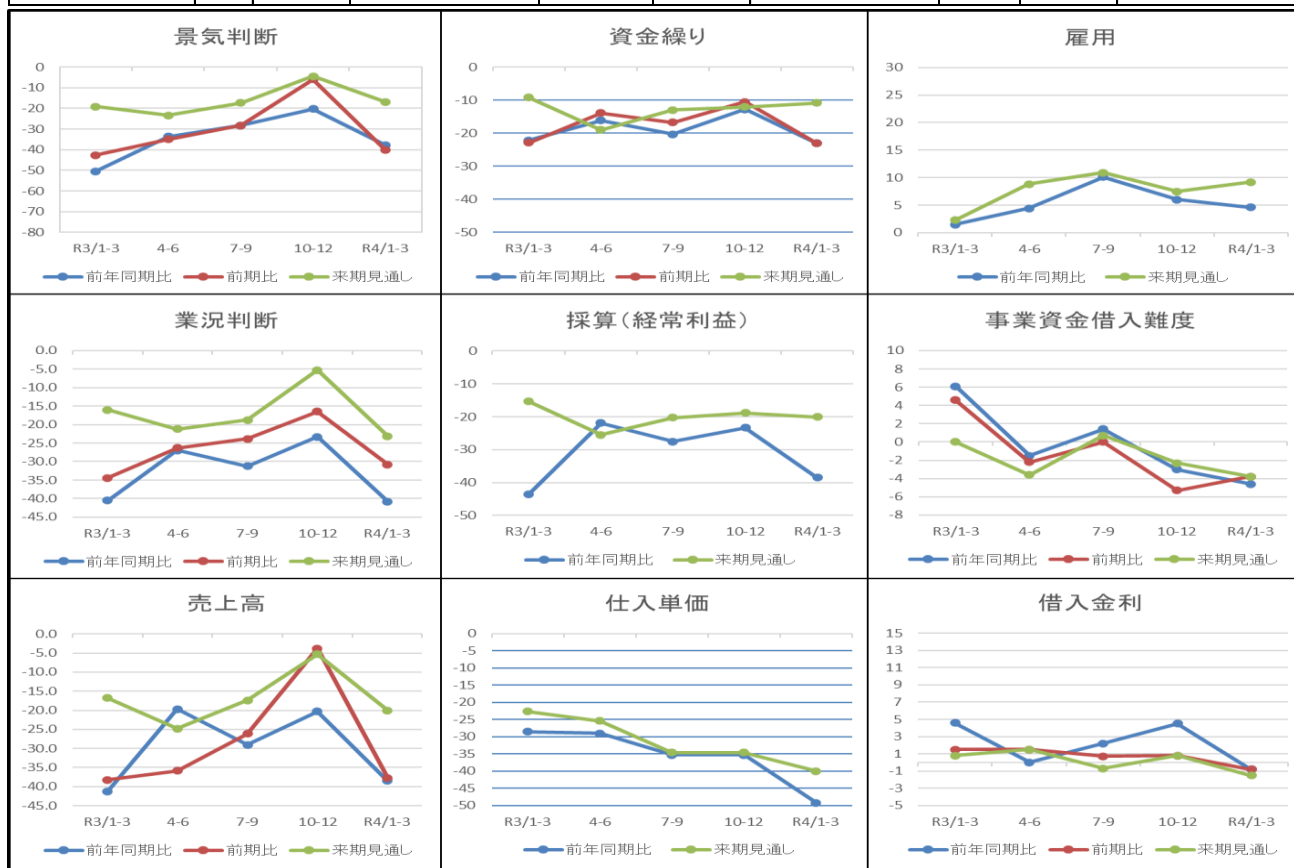 景気判断
0
-10
-20
-30
-40
-50
-60
-70
-80
R3/1-3 4-6 7-9 10-12 R4/1-3
前年同期比 前期比 来期見通し
資金繰り
0
-10
-20
-30
-40
-50
R3/1-3 4-6 7-9 10-12 R4/1-3
前年同期比 前期比 来期見通し
雇用
30
25
20
15
10
5
0
R3/1-3 4-6 7-9 10-12 R4/1-3
前年同期比 来期見通し
業況判断
0.0
-5.0
-10.0
-15.0
-20.0
-25.0
-30.0
-35.0
-40.0
-45.0
R3/1-3 4-6 7-9 10-12 R4/1-3
前年同期比 前期比 来期見通し
採算(経常利益)
0
-10
-20
-30
-40
-50
R3/1-3 4-6 7-9 10-12 R4/1-3
前年同期比 来期見通し
事業資金借入難度
10
8
6
4
2
0
-2
-4
-6
-8
R3/1-3 4-6 7-9 10-12 R4/1-3
前年同期比 前期比 来期見通し
売上高
0.0
-5.0
-10.0
-15.0
-20.0
-25.0
-30.0
-35.0
-40.0
-45.0
R3/1-3 4-6 7-9 10-12 R4/1-3
前年同期比 前期比 来期見通し
仕入単価
0
-5
-10
-15
-20
-25
-30
-35
-40
-45
-50
R3/1-3 4-6 7-9 10-12 R4/1-3
前年同期比 来期見通し
借入金利
15
13
11
9
7
5
3
1
-1
-3
-5
R3/1-3 4-6 7-9 10-12 R4/1-3
前年同期比 前期比 来期見通し